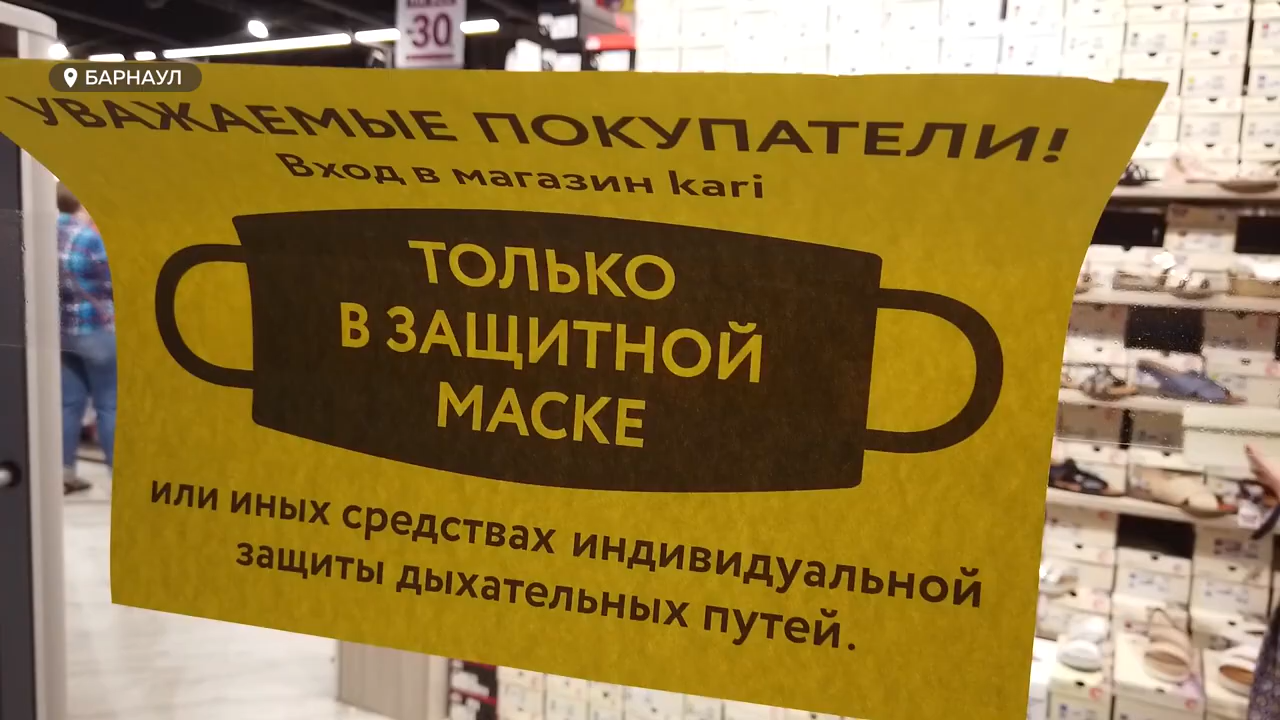 -30
БАРНАУЛ
УВАЖАЕМЫЕ ПОКУПАТЕЛИ!
Вход в магазин kari
ТОЛЬКО
В ЗАЩИТНОЙ
МАСКЕ
или иных средствах индивидуальной
защиты дыхательных путей.